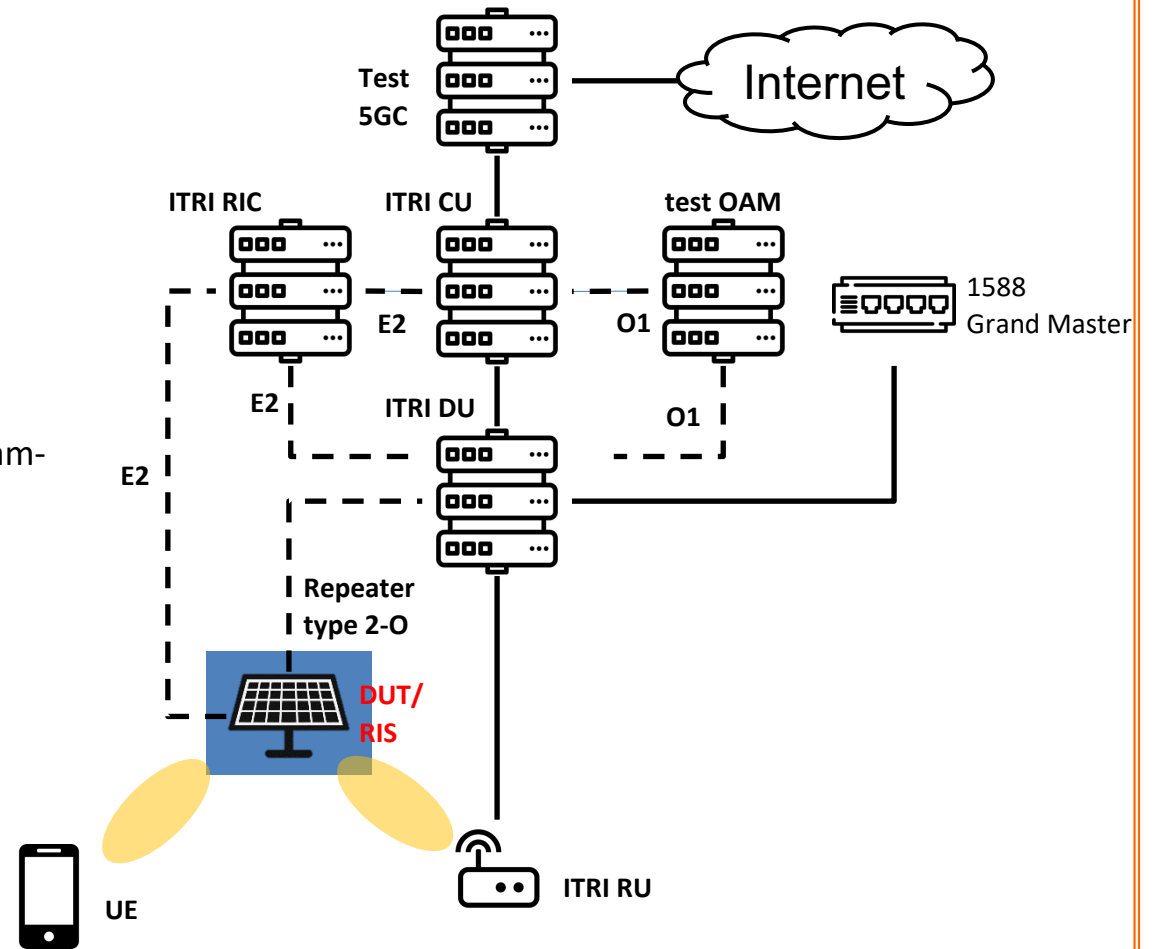 Test
5GC
Internet
ITRI RIC
ITRI CU
test OAM
1588
Grand Master
E2
O1
E2
ITRI DU
O1
am-
E2
Repeater
type 2-O
DUT/
RIS
ITRI RU
UE